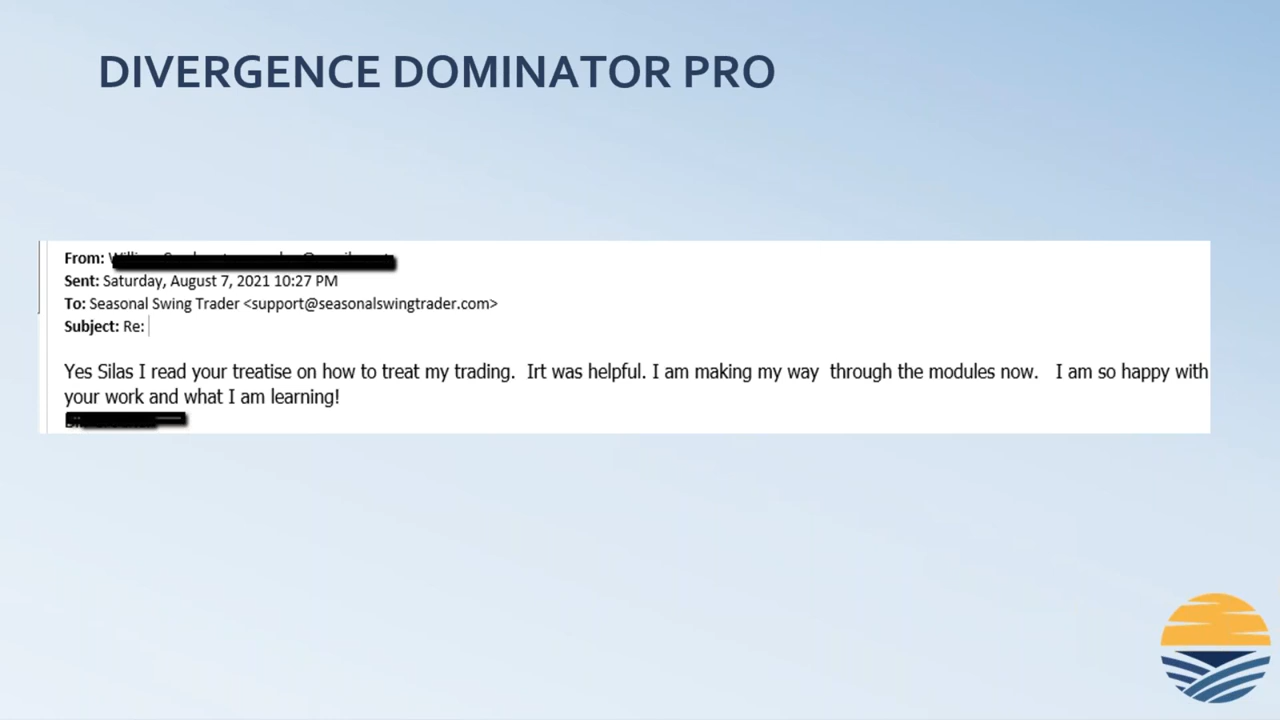 DIVERGENCE DOMINATOR PRO
From:
Sent: Saturday, August 7, 2021 10:27 PM
To: Seasonal Swing Trader <support@seasonalswingtrader.com>
Subject: Re:
Yes Silas I read your treatise on how to treat my trading.  Irt was helpful. I am making my way  through the modules now.   I am so happy with
your work and what I am learning!